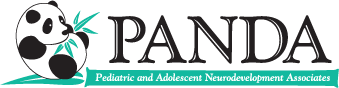 PANDA
Pediatric and Adolescent Neurodevelopment Associates